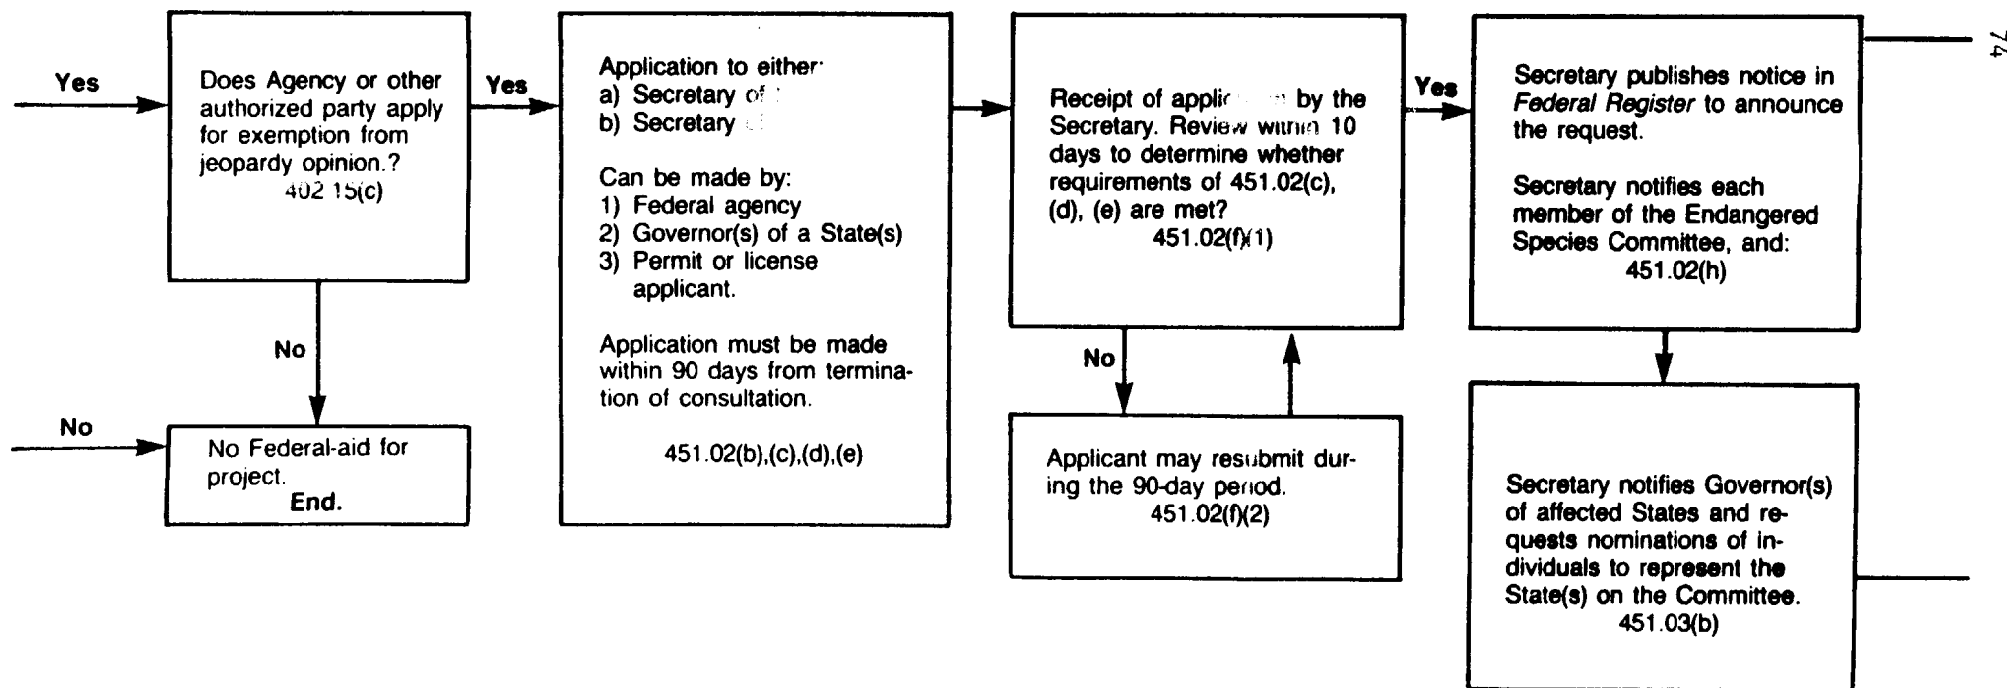 74
Yes
Does Agency or other
authorized party apply
for exemption from
jeopardy opinion.?
402 15(c)
Yes
No
No
No Federal-aid for
project.
End.
Application to either:
a) Secretary of
b) Secretary
Can be made by:
1) Federal agency
2) Governor(s) of a State(s)
3) Permit or license
applicant.
Application must be made
within 90 days from termina-
tion of consultation.
451.02(b),(c),(d),(e)
Receipt of by the
Secretary. Review within 10
days to determine whether
requirements of 451.02(c),
(d), (e) are met?
451.02(f)(1)
Yes
No
Applicant may resubmit dur-
ing the 90-day period.
451.02(f)(2)
Secretary publishes notice in
Federal Register to announce
the request.
Secretary notifies each
member of the Endangered
Species Committee, and:
451.02(h)
Secretary notifies Governor(s)
of affected States and re-
quests nominations of in-
dividuals to represent the
State(s) on the Committee.
451.03(b)